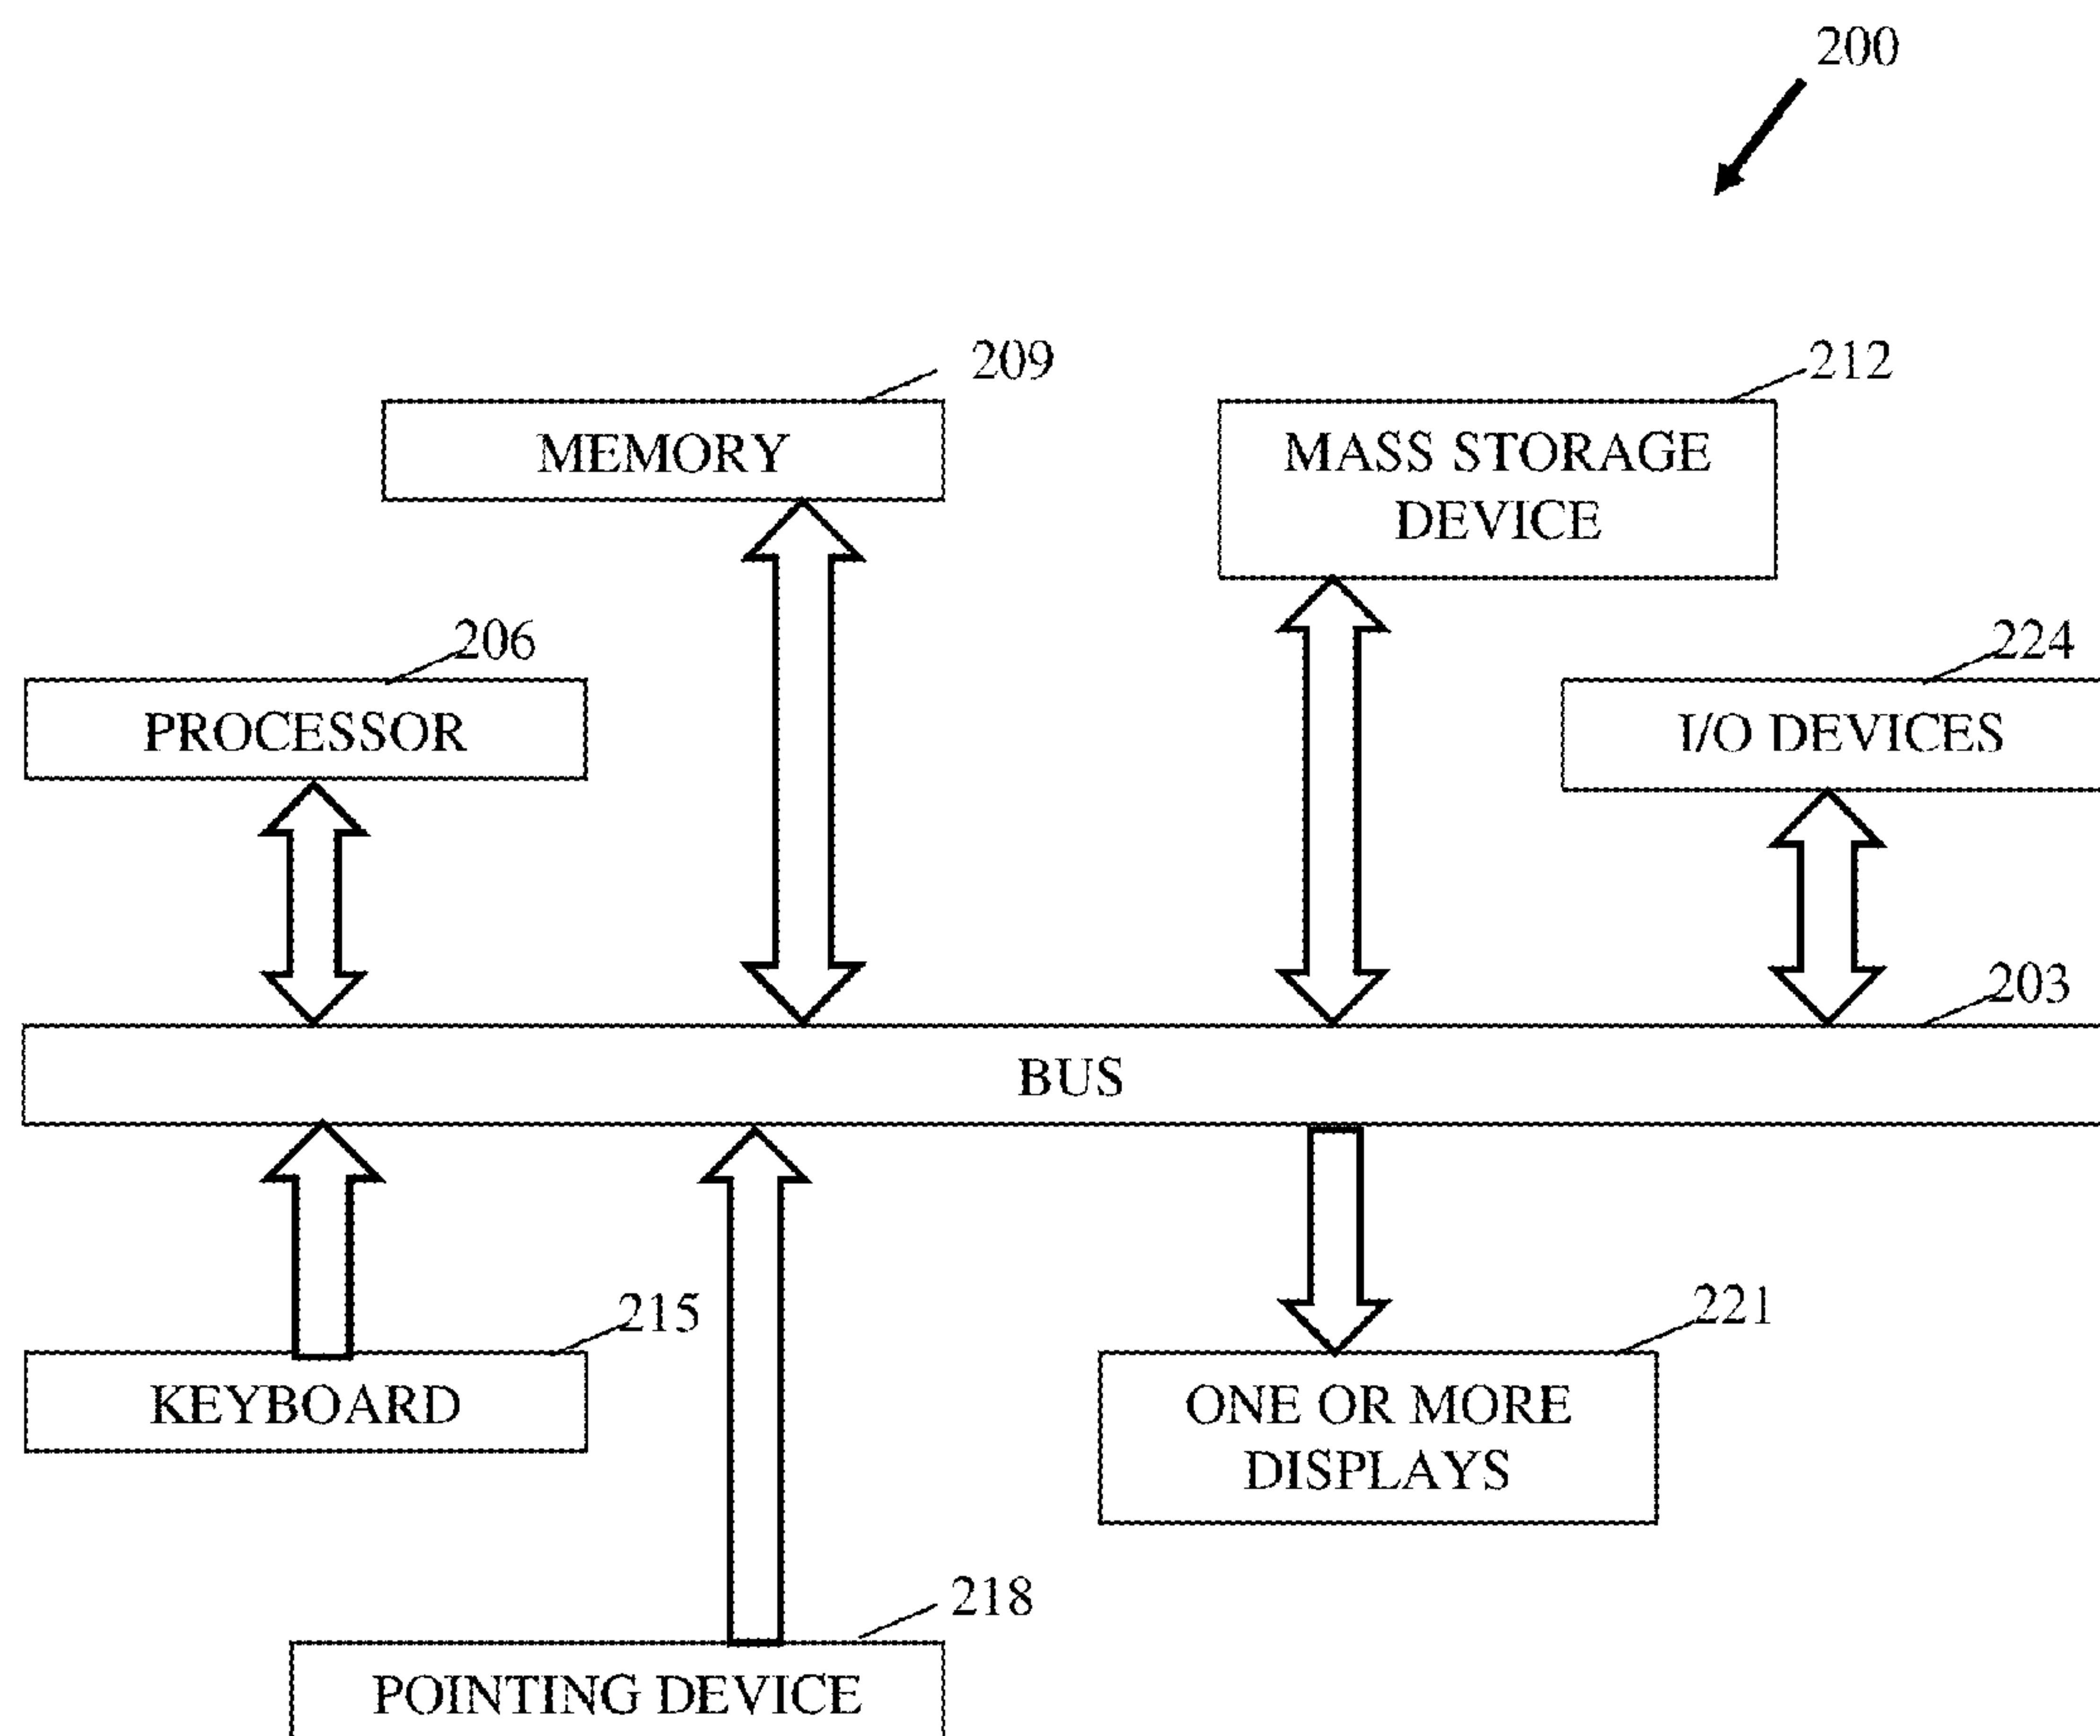 200
209
212
MEMORY
MASS STORAGE
DEVICE
206
224
PROCESSOR
I/O DEVICES
203
BUS
215
221
KEYBOARD
ONE OR MORE
DISPLAYS
218
POINTING DEVICE